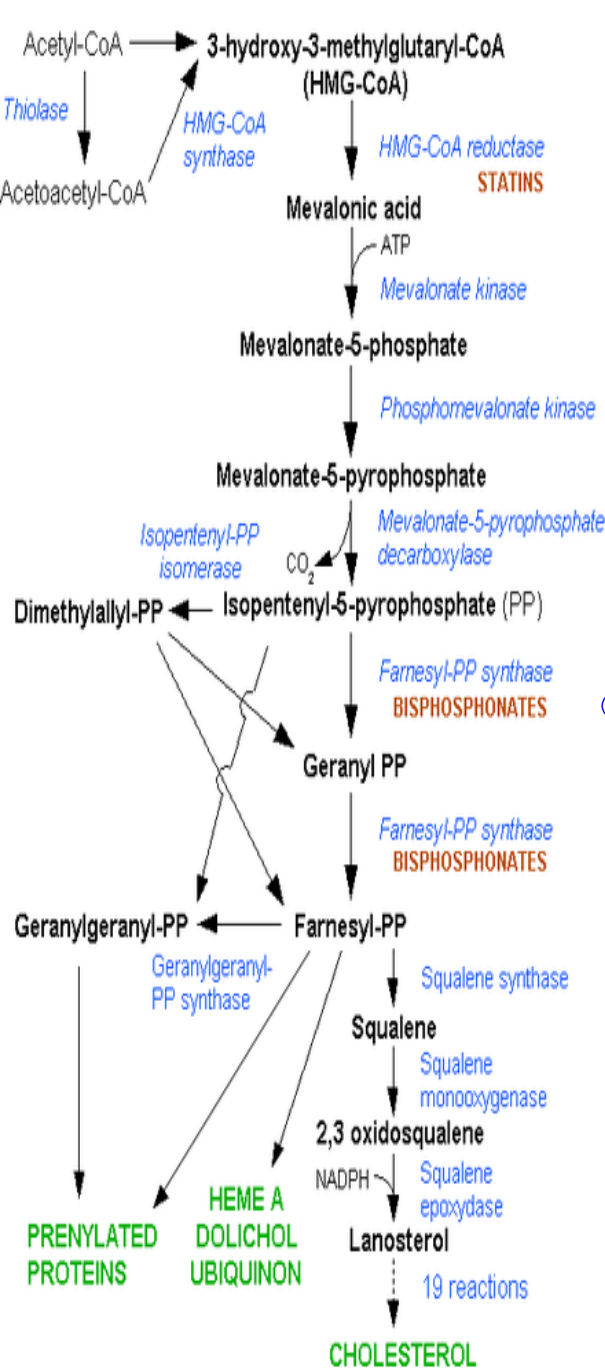 Acetyl-CoA
3-hydroxy-3-methylglutaryl-CoA
(HMG-CoA)
Thiolase
HMG-CoA
synthase
HMG-CoA reductase
STATINS
Acetoacetyl-CoA
Mevalonic acid
ATP
Mevalonate kinase
Mevalonate-5-phosphate
Phosphomevalonate kinase
Mevalonate-5-pyrophosphate
Isopentenyl-PP
isomerase
CO2
Mevalonate-5-pyrophosphate
decarboxylase
Dimethylallyl-PP
Isopentenyl-5-pyrophosphate (PP)
Farnesyl-PP synthase
BISPHOSPHONATES
Geranyl PP
Farnesyl-PP synthase
BISPHOSPHONATES
Geranylgeranyl-PP
Farnesyl-PP
Geranylgeranyl-
PP synthase
Squalene synthase
Squalene
Squalene
monooxygenase
2,3 oxidosqualene
NADPH
Squalene
epoxydase
Lanosterol
PRENYLATED
PROTEINS
HEME A
DOLICHOL
UBIQUINON
19 reactions
CHOLESTEROL